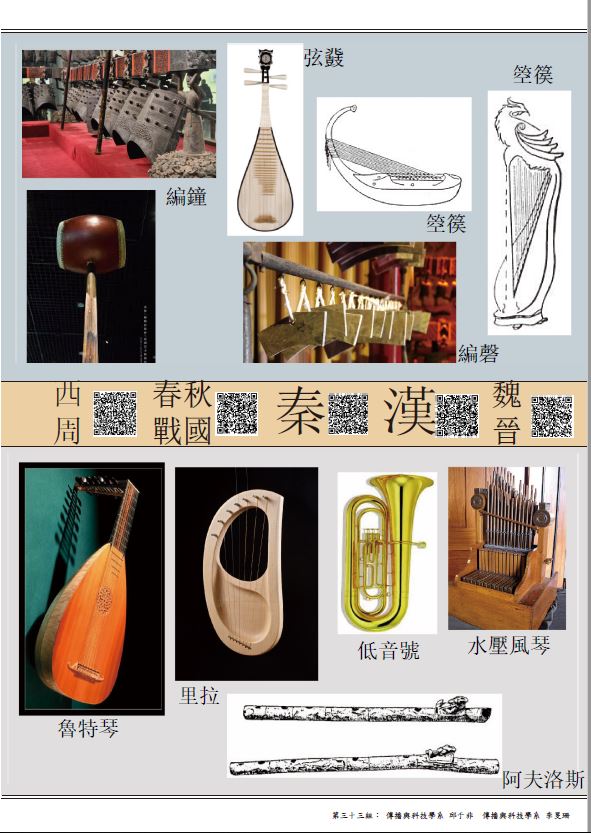 弦鼗
箜篌
編鐘
箜篌
編磬
西周
春秋戰國
秦
漢
魏晉
魯特琴
里拉
低音號
水壓風琴
阿夫洛斯
第三十三組： 傳播與科技學系 邱于非 傳播與科技學系 李旻珊